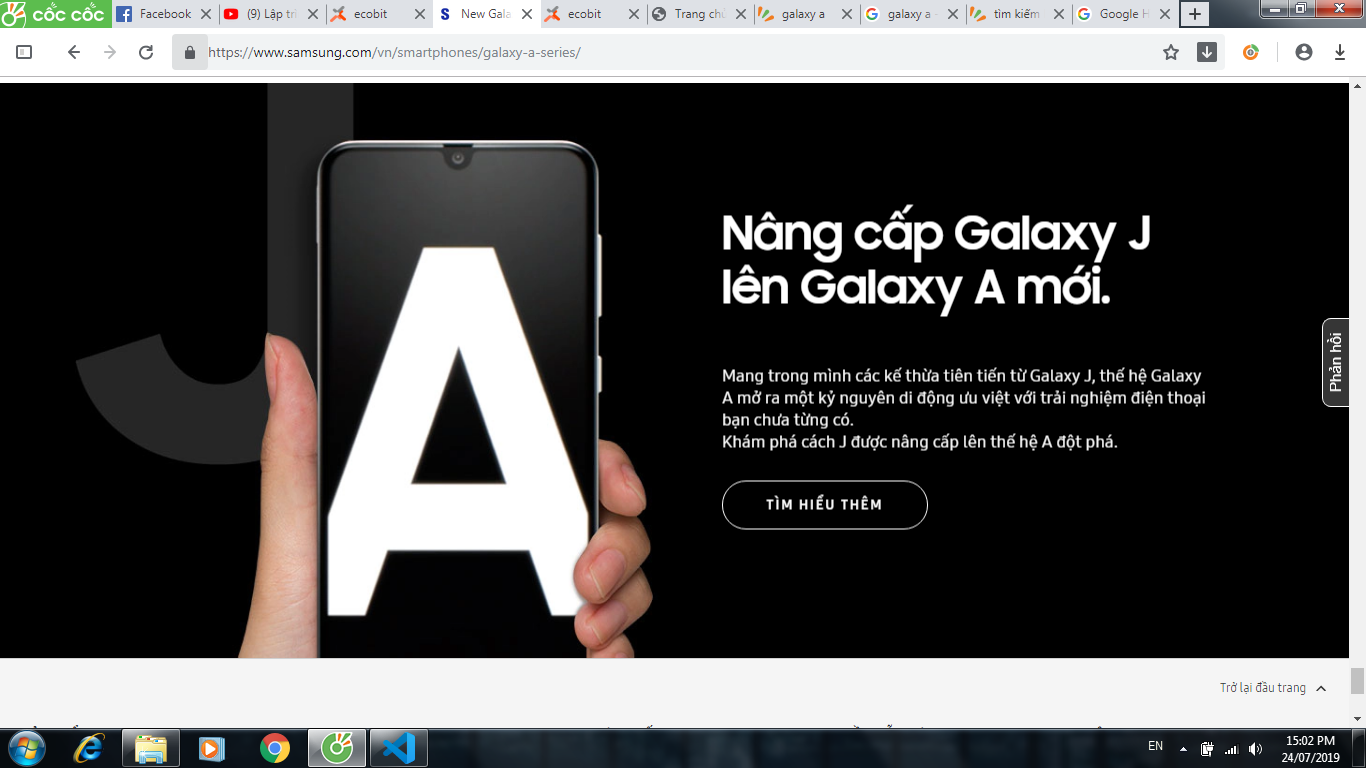 cốc cốc
Facebook
(9) Lập trì
ecobit
New Gala
ecobit
Trang chủ
galaxy a
galaxy a -
tìm kiếm
Google H
https://www.samsung.com/vn/smartphones/galaxy-a-series/
J
A
Nâng cấp Galaxy J
lên Galaxy A mới.
Mang trong mình các kế thừa tiên tiến từ Galaxy J, thế hệ Galaxy
A mở ra một kỷ nguyên di động ưu việt với trải nghiệm điện thoại
bạn chưa từng có.
Khám phá cách J được nâng cấp lên thế hệ A đột phá.
TÌM HIỂU THÊM
Phản hồi
Trở lại đầu trang
EN
15:02 PM
24/07/2019